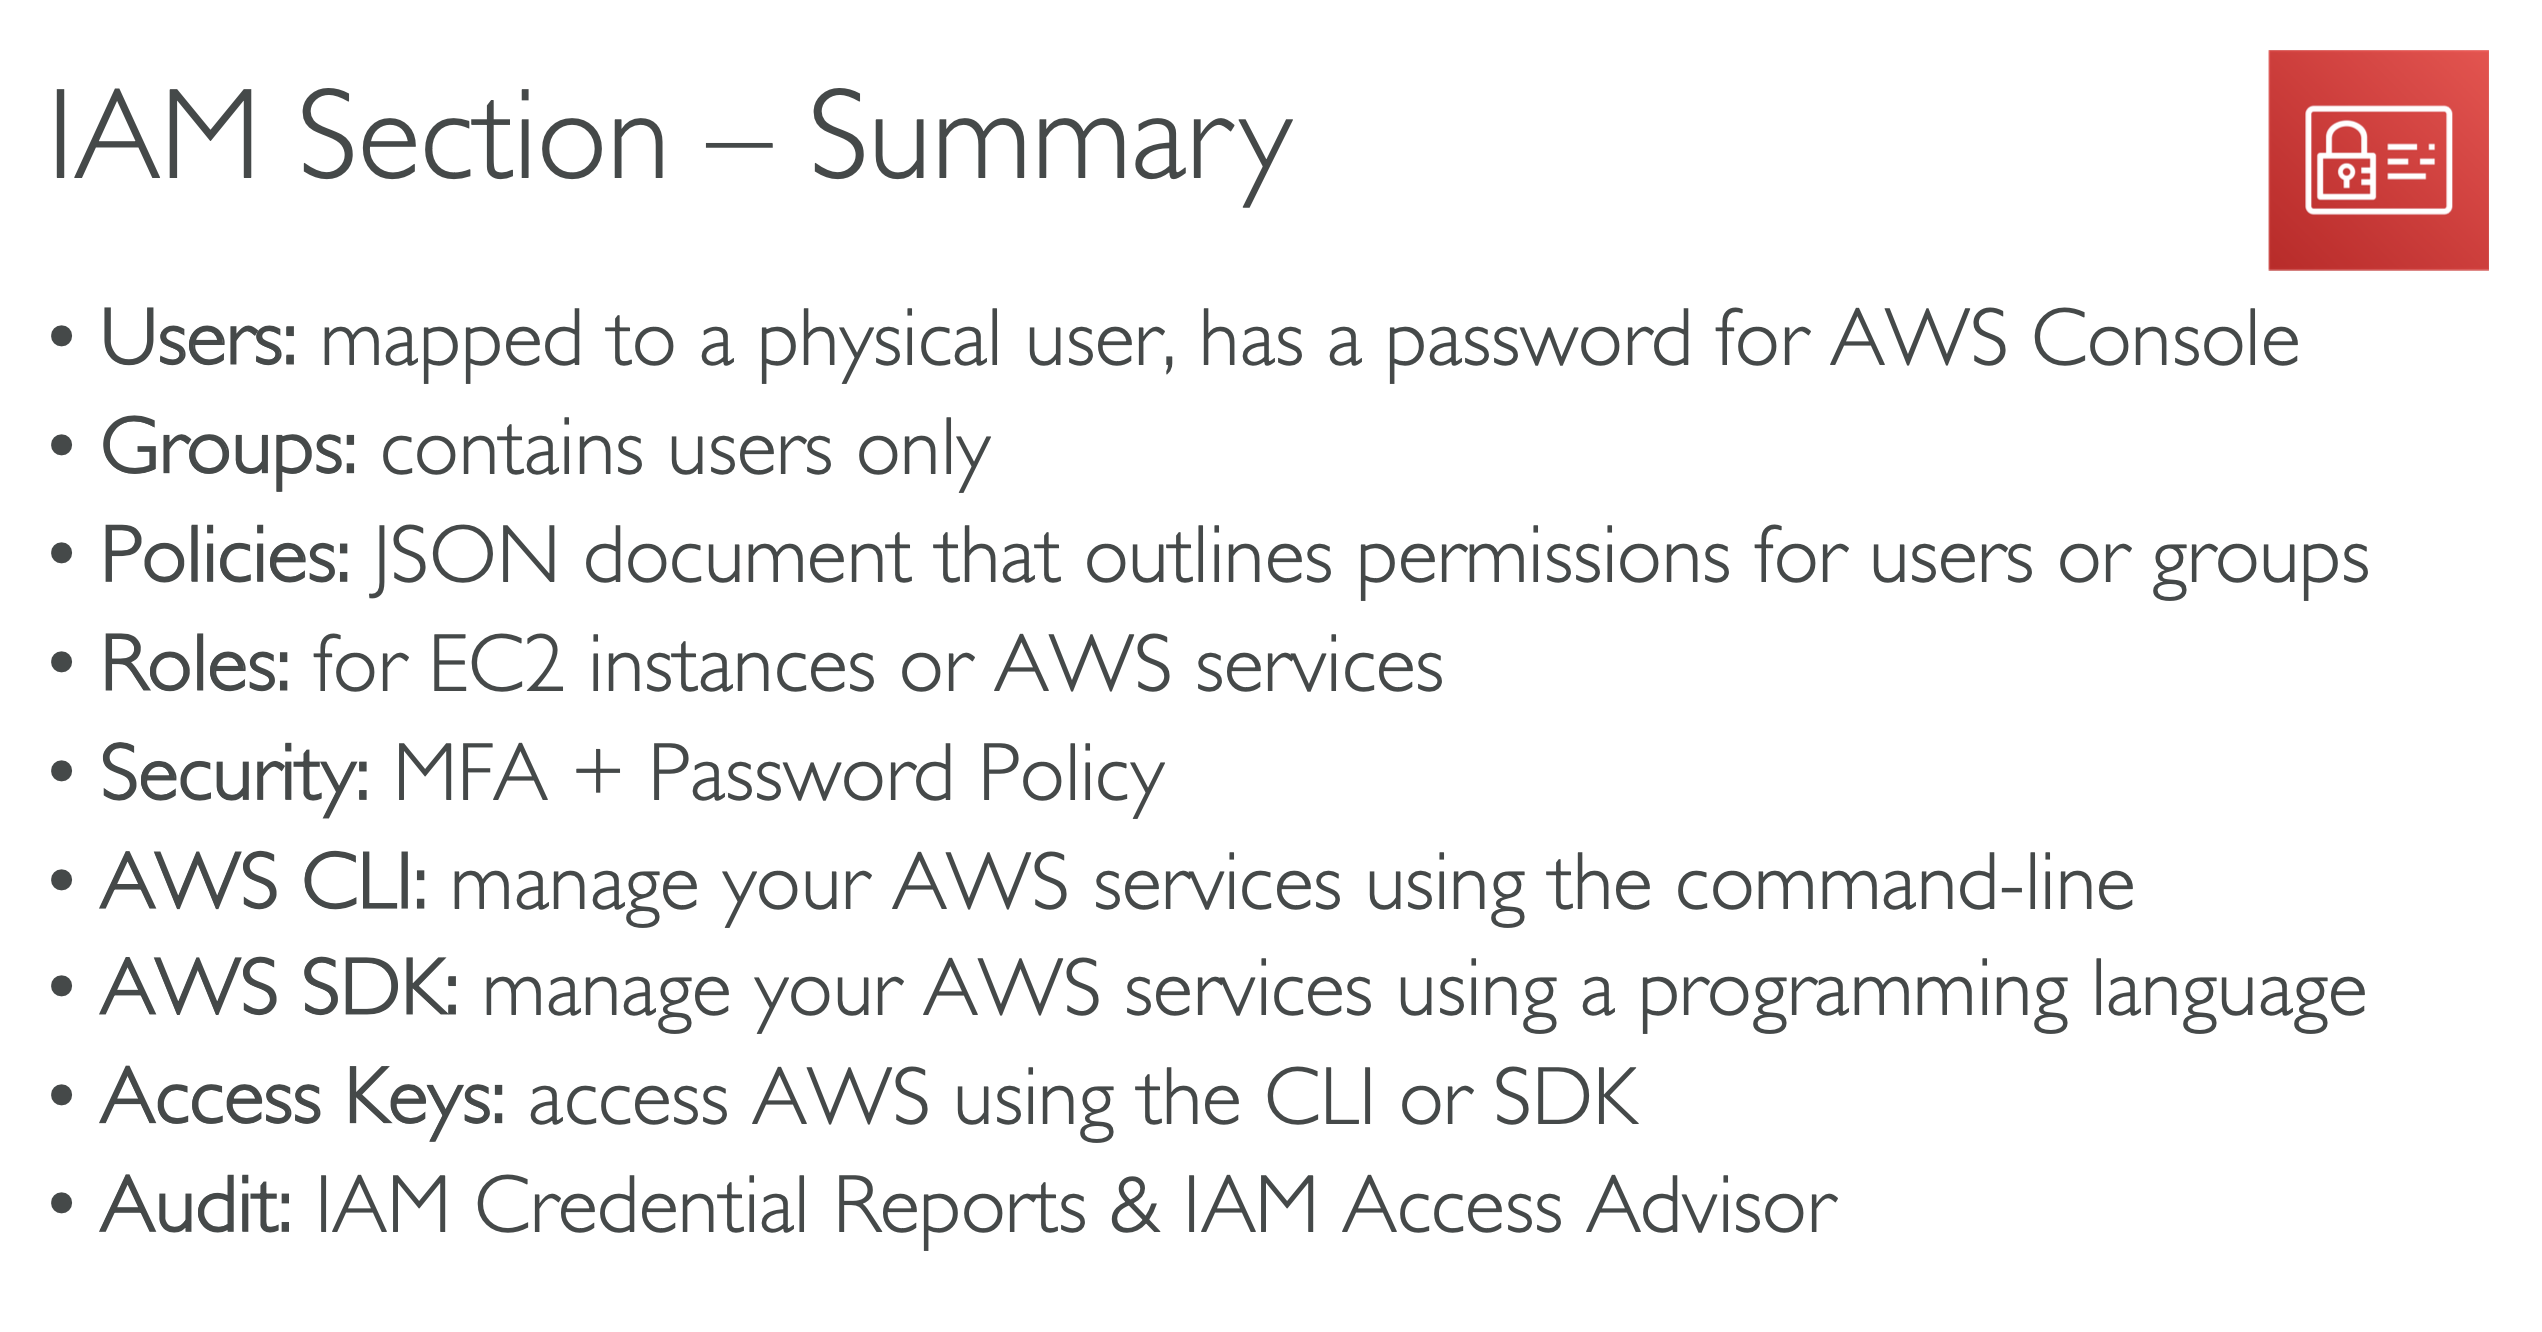 IAM Section – Summary
• Users: mapped to a physical user, has a password for AWS Console
• Groups: contains users only
• Policies: JSON document that outlines permissions for users or groups
• Roles: for EC2 instances or AWS services
• Security: MFA + Password Policy
• AWS CLI: manage your AWS services using the command-line
• AWS SDK: manage your AWS services using a programming language
• Access Keys: access AWS using the CLI or SDK
• Audit: IAM Credential Reports & IAM Access Advisor